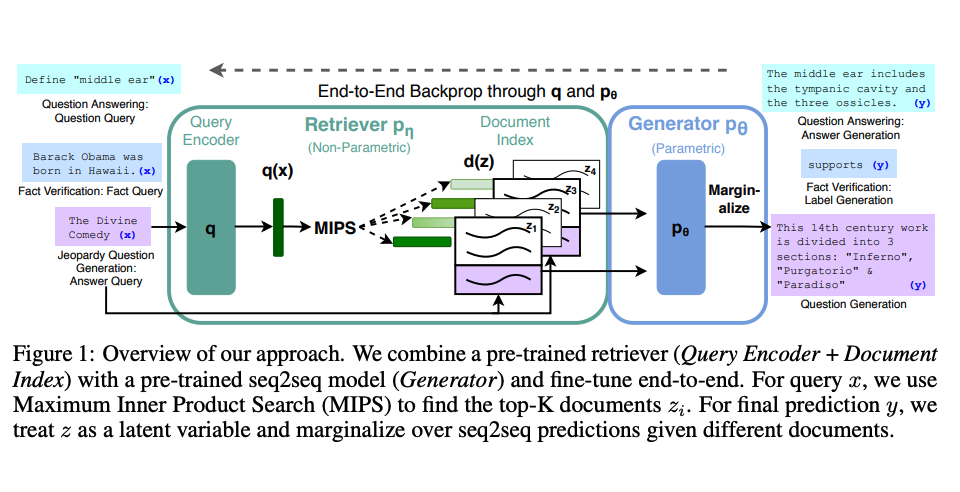 Define "middle ear" (x)
Question Answering:
Question Query
Barack Obama was
born in Hawaii. (x)
Fact Verification: Fact Query
The Divine
Comedy (x)
Jeopardy Question
Generation:
Answer Query
End-to-End Backprop through q and pθ
Query
Encoder
q
q(x)
Retriever pη
(Non-Parametric)
MIPS
Document
Index
d(z)
z4
z3
z2
z1
Generator pθ
(Parametric)
pθ
Margin-
alize
The middle ear includes
the tympanic cavity and
the three ossicles. (y)
Question Answering:
Answer Generation
supports (y)
Fact Verification:
Label Generation
This 14th century work
is divided into 3
sections: "Inferno",
"Purgatorio" &
"Paradiso" (y)
Question Generation
Figure 1: Overview of our approach. We combine a pre-trained retriever (Query Encoder + Document
Index) with a pre-trained seq2seq model (Generator) and fine-tune end-to-end. For query x, we use
Maximum Inner Product Search (MIPS) to find the top-K documents zi. For final prediction y, we
treat z as a latent variable and marginalize over seq2seq predictions given different documents.